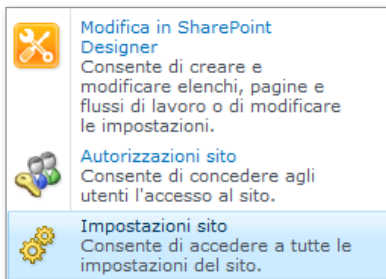 Modifica in SharePoint
Designer
Consente di creare e
modificare elenchi, pagine e
flussi di lavoro o di modificare
le impostazioni.
Autorizzazioni sito
Consente di concedere agli
utenti l'accesso al sito.
Impostazioni sito
Consente di accedere a tutte le
impostazioni del sito.